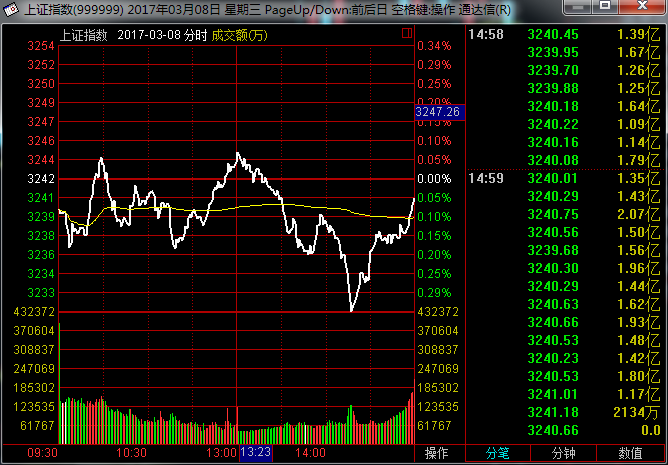 上证指数(999999) 2017年03月08日 星期三 PageUp/Down:前后日 空格键:操作 通达信(R)
上证指数 2017-03-08 分时 成交额(万)
3254 0.34%
3253 0.33%
3252 0.28%
3250 0.25%
3249 0.20%
3247 0.15%
3247.26
3246 0.10%
3244 0.05%
3243 0.00%
3241 0.05%
3239 0.10%
3238 0.15%
3236 0.20%
3234 0.25%
3233 0.29%
432372 432372
370604 370604
308837 308837
247069 247069
185302 185302
123535 123535
61767 61767
09:30 10:30 13:00 13:23 14:00 操作
14:58 3240.45 1.39亿
3239.95 1.67亿
3239.70 1.26亿
3239.88 1.25亿
3240.18 1.64亿
3240.22 1.09亿
3240.16 1.14亿
3240.08 1.79亿
14:59 3240.01 1.35亿
3240.29 1.43亿
3240.75 2.07亿
3240.56 1.50亿
3239.68 1.56亿
3240.30 1.96亿
3240.29 1.44亿
3240.63 1.62亿
3240.66 1.93亿
3240.53 1.48亿
3240.23 1.42亿
3240.53 1.80亿
3241.01 1.17亿
3241.18 2134万
3240.66 0.0
分笔 分钟 数值